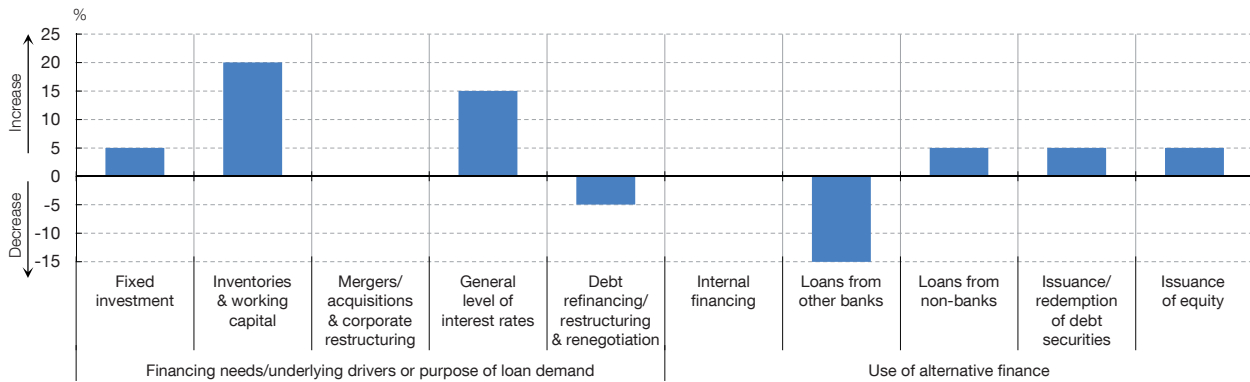 %
Increase
Decrease
25
20
15
10
5
0
-5
-10
-15
Fixed
investment
Inventories
& working
capital
Mergers/
acquisitions
& corporate
restructuring
General
level of
interest rates
Debt
refinancing/
restructuring
& renegotiation
Internal
financing
Loans from
other banks
Loans from
non-banks
Issuance/
redemption
of debt
securities
Issuance
of equity
Financing needs/underlying drivers or purpose of loan demand
Use of alternative finance